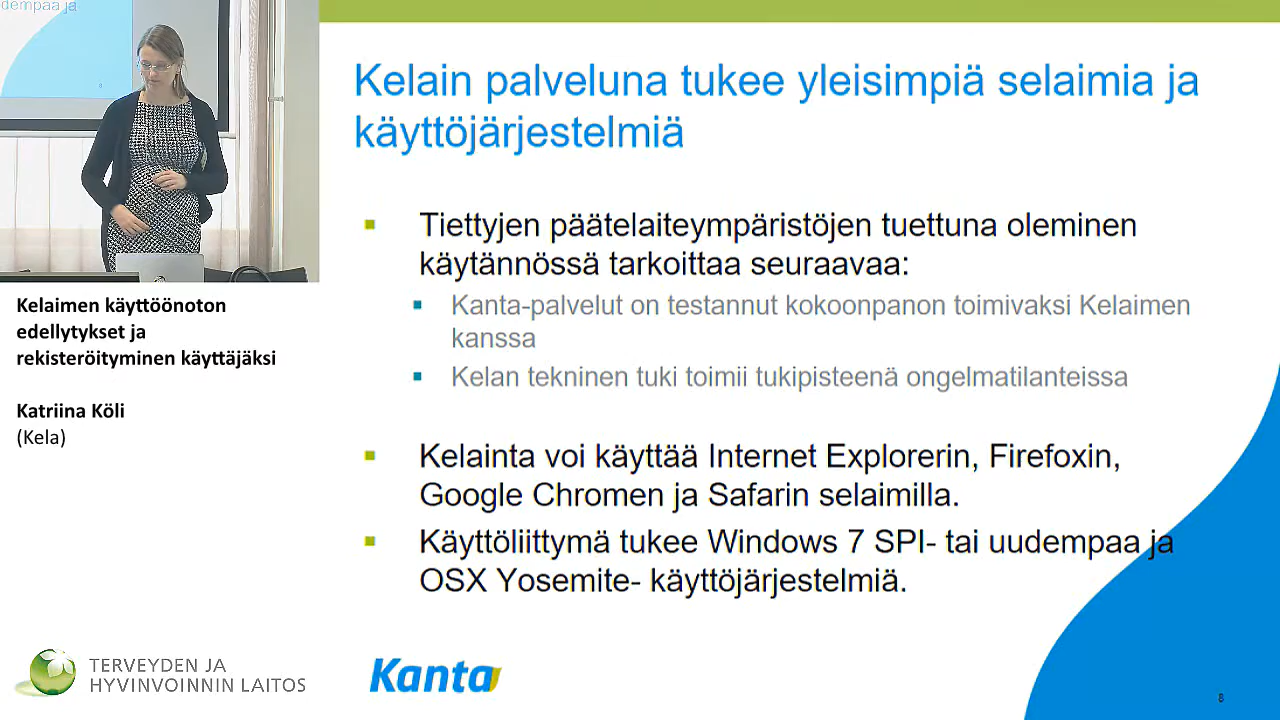 dempaa ja
8
Kelaimen käyttöönoton
edellytykset ja
rekisteröityminen käyttäjäksi
Katriina Köli
(Kela)
Kelain palveluna tukee yleisimpiä selaimia ja
käyttöjärjestelmiä
Tiettyjen päätelaiteympäristöjen tuettuna oleminen
käytännössä tarkoittaa seuraavaa:
Kanta-palvelut on testannut kokoonpanon toimivaksi Kelaimen
kanssa
Kelan tekninen tuki toimii tukipisteenä ongelmatilanteissa
Kelainta voi käyttää Internet Explorerin, Firefoxin,
Google Chromen ja Safarin selaimilla.
Käyttöliittymä tukee Windows 7 SPI- tai uudempaa ja
OSX Yosemite- käyttöjärjestelmiä.
TERVEYDEN JA
HYVINVOINNIN LAITOS
Kanta
8